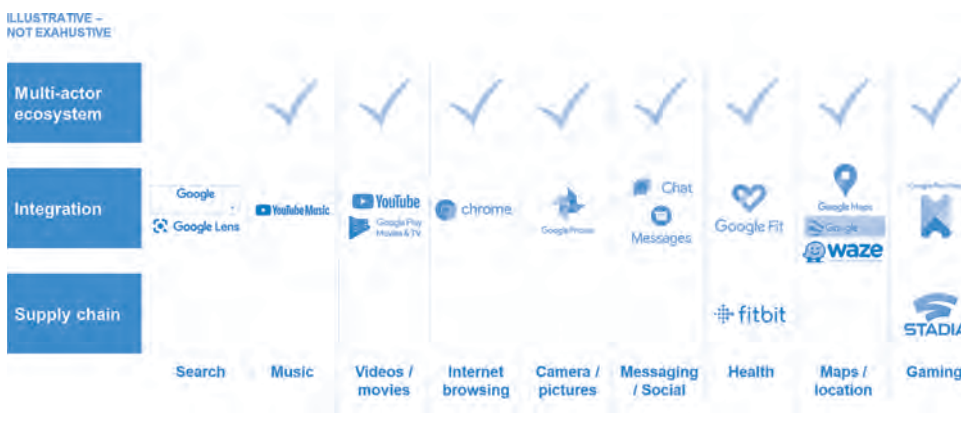 ILLUSTRATIVE –
NOT EXAHUSTIVE
Multi-actor
ecosystem
Integration
Google
Google Lens
YouTube Music
YouTube
Google Play
Movies & TV
chrome
Google Photos
Chat
Messages
Google Fit
Google Maps
Google
waze
Supply chain
fitbit
STADIA
Search
Music
Videos /
movies
Internet
browsing
Camera /
pictures
Messaging
/ Social
Health
Maps /
location
Gaming